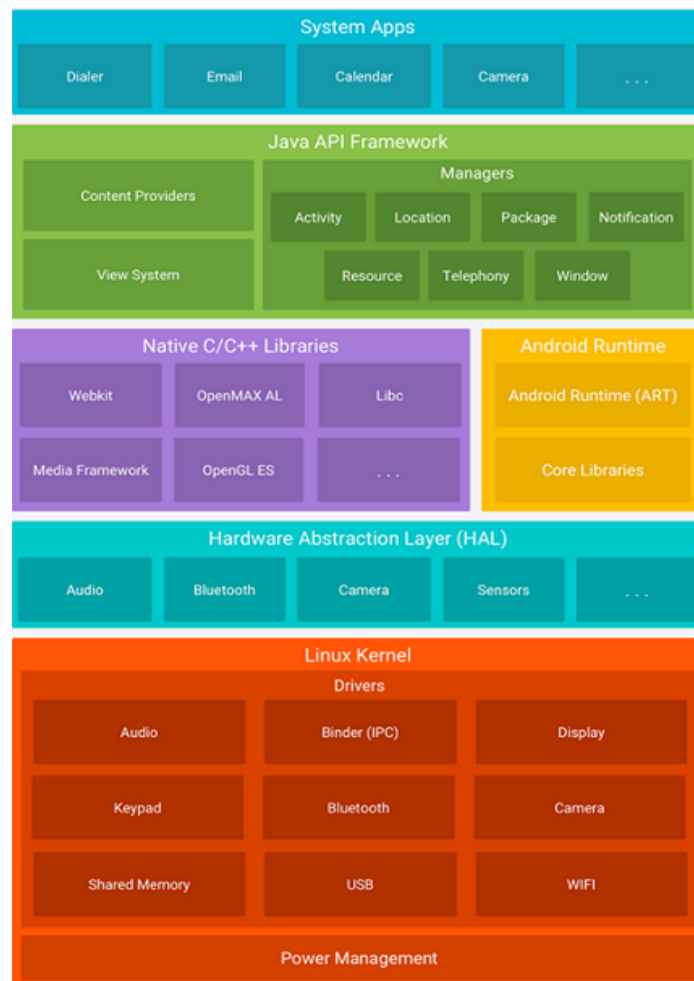 System Apps
Dialer
Email
Calendar
Camera
. . .
Java API Framework
Content Providers
View System
Managers
Activity
Location
Package
Notification
Resource
Telephony
Window
Native C/C++ Libraries
Webkit
OpenMAX AL
Libc
Media Framework
OpenGL ES
. . .
Android Runtime
Android Runtime (ART)
Core Libraries
Hardware Abstraction Layer (HAL)
Audio
Bluetooth
Camera
Sensors
. . .
Linux Kernel
Drivers
Audio
Binder (IPC)
Display
Keypad
Bluetooth
Camera
Shared Memory
USB
WIFI
Power Management